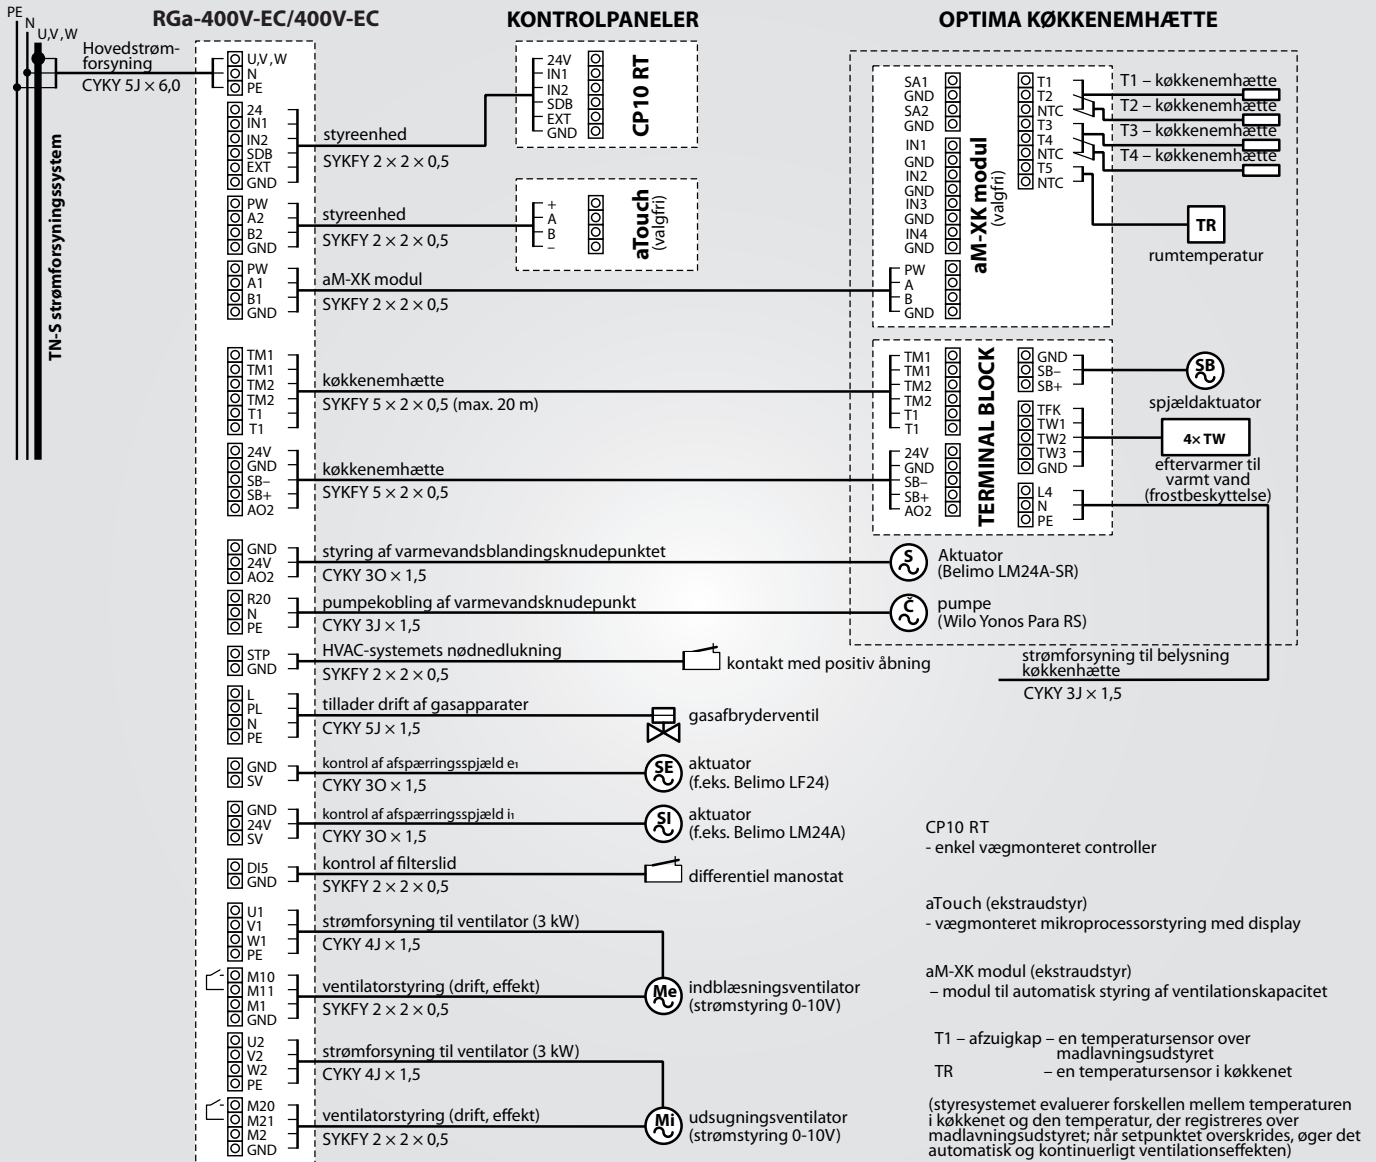 PE
N
U,V ,W
TN-S strømforsyningssystem
Hovedstrøm-
forsyning
CYKY 5J × 6,0
RGa-400V-EC/400V-EC
U,V ,W
N
PE
24
IN1
IN2
SDB
EXT
GND
styreenhed
SYKFY 2 × 2 × 0,5
PW
A2
B2
GND
styreenhed
SYKFY 2 × 2 × 0,5
PW
A1
B1
GND
aM-XK modul
SYKFY 2 × 2 × 0,5
TM1
TM1
TM2
TM2
T1
T1
køkkenemhætte
SYKFY 5 × 2 × 0,5 (max. 20 m)
24V
GND
SB–
SB+
AO2
køkkenemhætte
SYKFY 5 × 2 × 0,5
GND
24V
AO2
styring af varmevandsblandingsknudepunktet
CYKY 3O × 1,5
R20
N
PE
pumpekobling af varmevandsknudepunkt
CYKY 3J × 1,5
STP
GND
HVAC-systemets nødnedlukning
SYKFY 2 × 2 × 0,5
kontakt med positiv åbning
L
PL
N
PE
tillader drift af gasapparater
CYKY 5J × 1,5
gasafbryderventil
GND
SV
kontrol af afspærringsspjæld e1
CYKY 3O × 1,5
SE
aktuator
(f.eks. Belimo LF24)
GND
24V
SV
kontrol af afspærringsspjæld i1
CYKY 3O × 1,5
SI
aktuator
(f.eks. Belimo LM24A)
DI5
GND
kontrol af filterslid
SYKFY 2 × 2 × 0,5
differentiel manostat
U1
V1
W1
PE
strømforsyning til ventilator (3 kW)
CYKY 4J × 1,5
M10
M11
M1
GND
ventilatorstyring (drift, effekt)
SYKFY 2 × 2 × 0,5
Me
indblæsningsventilator
(strømstyring 0-10V)
U2
V2
W2
PE
strømforsyning til ventilator (3 kW)
CYKY 4J × 1,5
M20
M21
M2
GND
ventilatorstyring (drift, effekt)
SYKFY 2 × 2 × 0,5
Mi
udsugningsventilator
(strømstyring 0-10V)
KONTROLPANELER
24V
IN1
IN2
SDB
EXT
GND
CP10 RT
+
A
B
–
aTouch
(valgfri)
OPTIMA KØKKENEMHÆTTE
SA1
GND
SA2
GND
IN1
GND
IN2
GND
IN3
GND
IN4
GND
PW
A
B
GND
aM-XK modul
(valgfri)
T1
T2
NTC
T3
T4
NTC
T5
NTC
T1 – køkkenemhætte
T2 – køkkenemhætte
T3 – køkkenemhætte
T4 – køkkenemhætte
TR
rumtemperatur
TM1
TM1
TM2
TM2
T1
T1
24V
GND
SB–
SB+
AO2
TERMINAL BLOCK
GND
SB–
SB+
TFK
TW1
TW2
TW3
GND
L4
N
PE
SB
spjældaktuator
4× TW
eftervarmer til
varmt vand
(frostbeskyttelse)
S
Aktuator
(Belimo LM24A-SR)
Č
pumpe
(Wilo Yonos Para RS)
strømforsyning til belysning
køkkenhætte
CYKY 3J × 1,5
CP10 RT
- enkel vægmonteret controller
aTouch (ekstraudstyr)
- vægmonteret mikroprocessorstyring med display
aM-XK modul (ekstraudstyr)
– modul til automatisk styring af ventilationskapacitet
T1 – afzuigkap – en temperatursensor over
madlavningsudstyret
TR – en temperatursensor i køkkenet
(styresystemet evaluerer forskellen mellem temperaturen
i køkkenet og den temperatur, der registreres over
madlavningsudstyret; når setpunktet overskrides, øger det
automatisk og kontinuerligt ventilationseffekten)